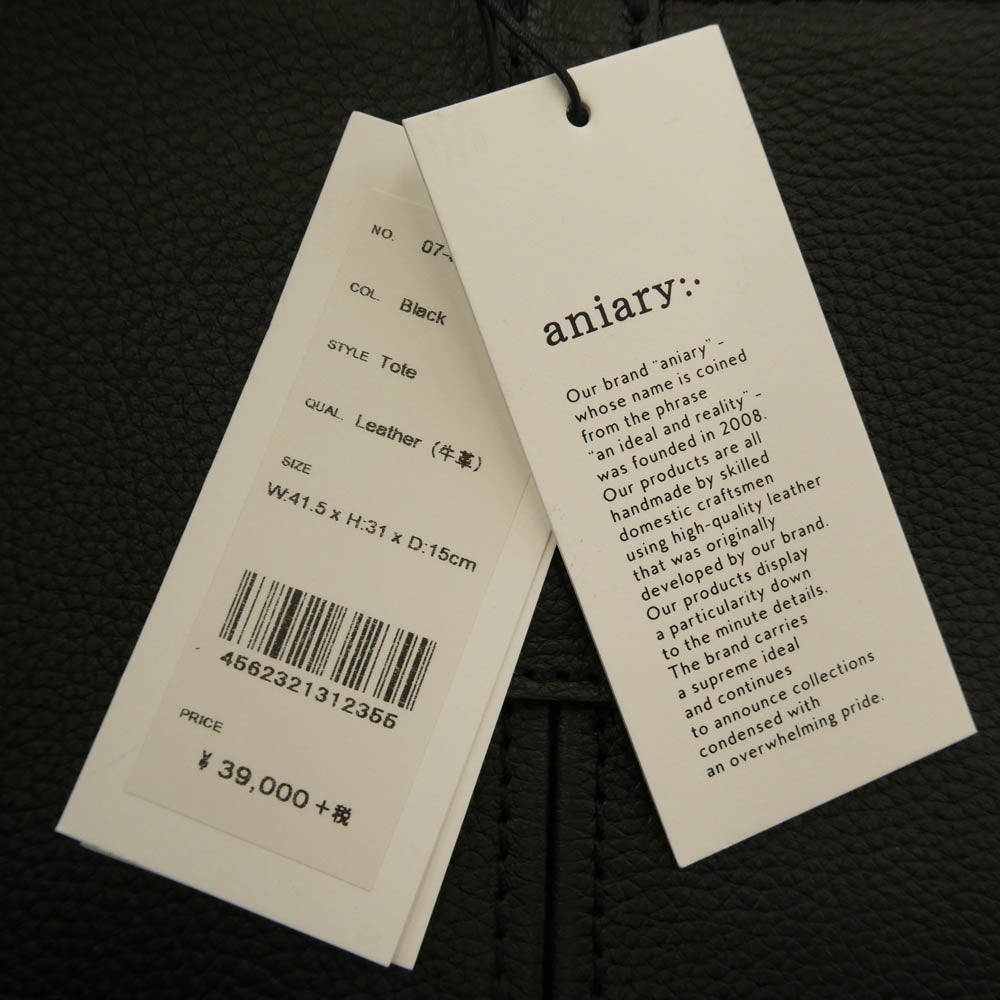 NO. 07-
COL. Black
STYLE Tote
QUAL. Leather (牛革)
SIZE
W:41.5 x H:31 x D:15cm
4562321312355
PRICE
¥ 39,000+税
aniary
Our brand "aniary" –
whose name is coined
from the phrase
"an ideal and reality" –
was founded in 2008.
Our products are all
handmade by skilled
domestic craftsmen
using high-quality leather
that was originally
developed by our brand.
Our products display
a particularity down
to the minute details.
The brand carries
a supreme ideal
and continues
to announce collections
condensed with
an overwhelming pride.